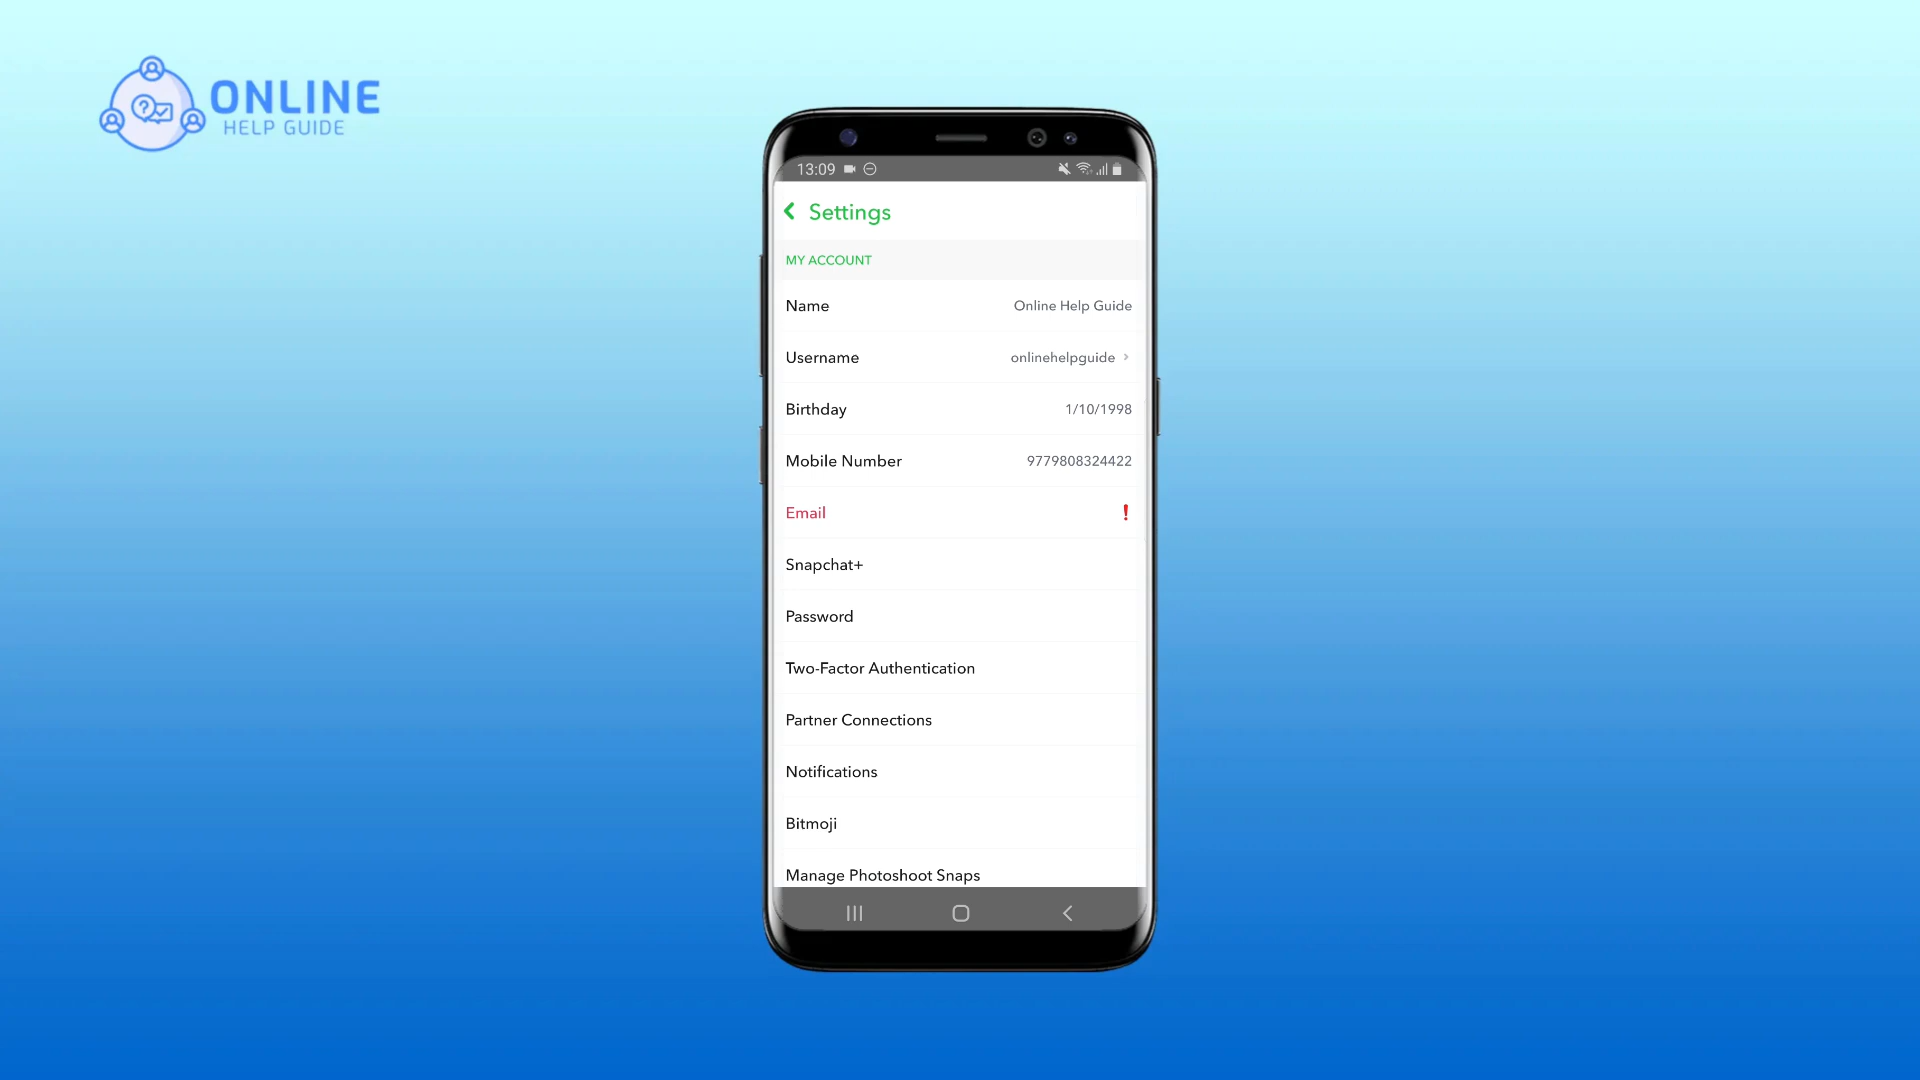 ONLINE
HELP GUIDE
13:09
Settings
MY ACCOUNT
Name Online Help Guide
Username onlinehelpguide
Birthday 1/10/1998
Mobile Number 9779808324422
Email
Snapchat+
Password
Two-Factor Authentication
Partner Connections
Notifications
Bitmoji
Manage Photoshoot Snaps